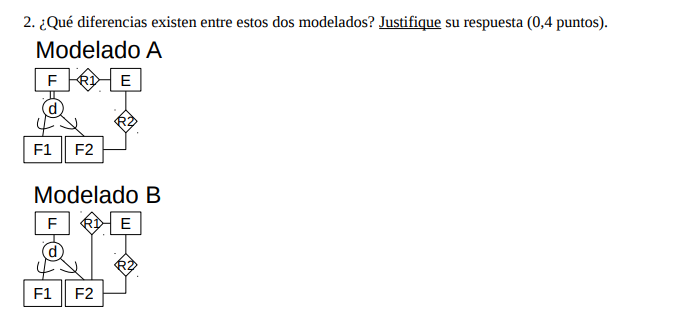 2. ¿Qué diferencias existen entre estos dos modelados? Justifique su respuesta (0,4 puntos).
Modelado A
F R1 E
d
R2
F1 F2
Modelado B
F R1 E
d
R2
F1 F2